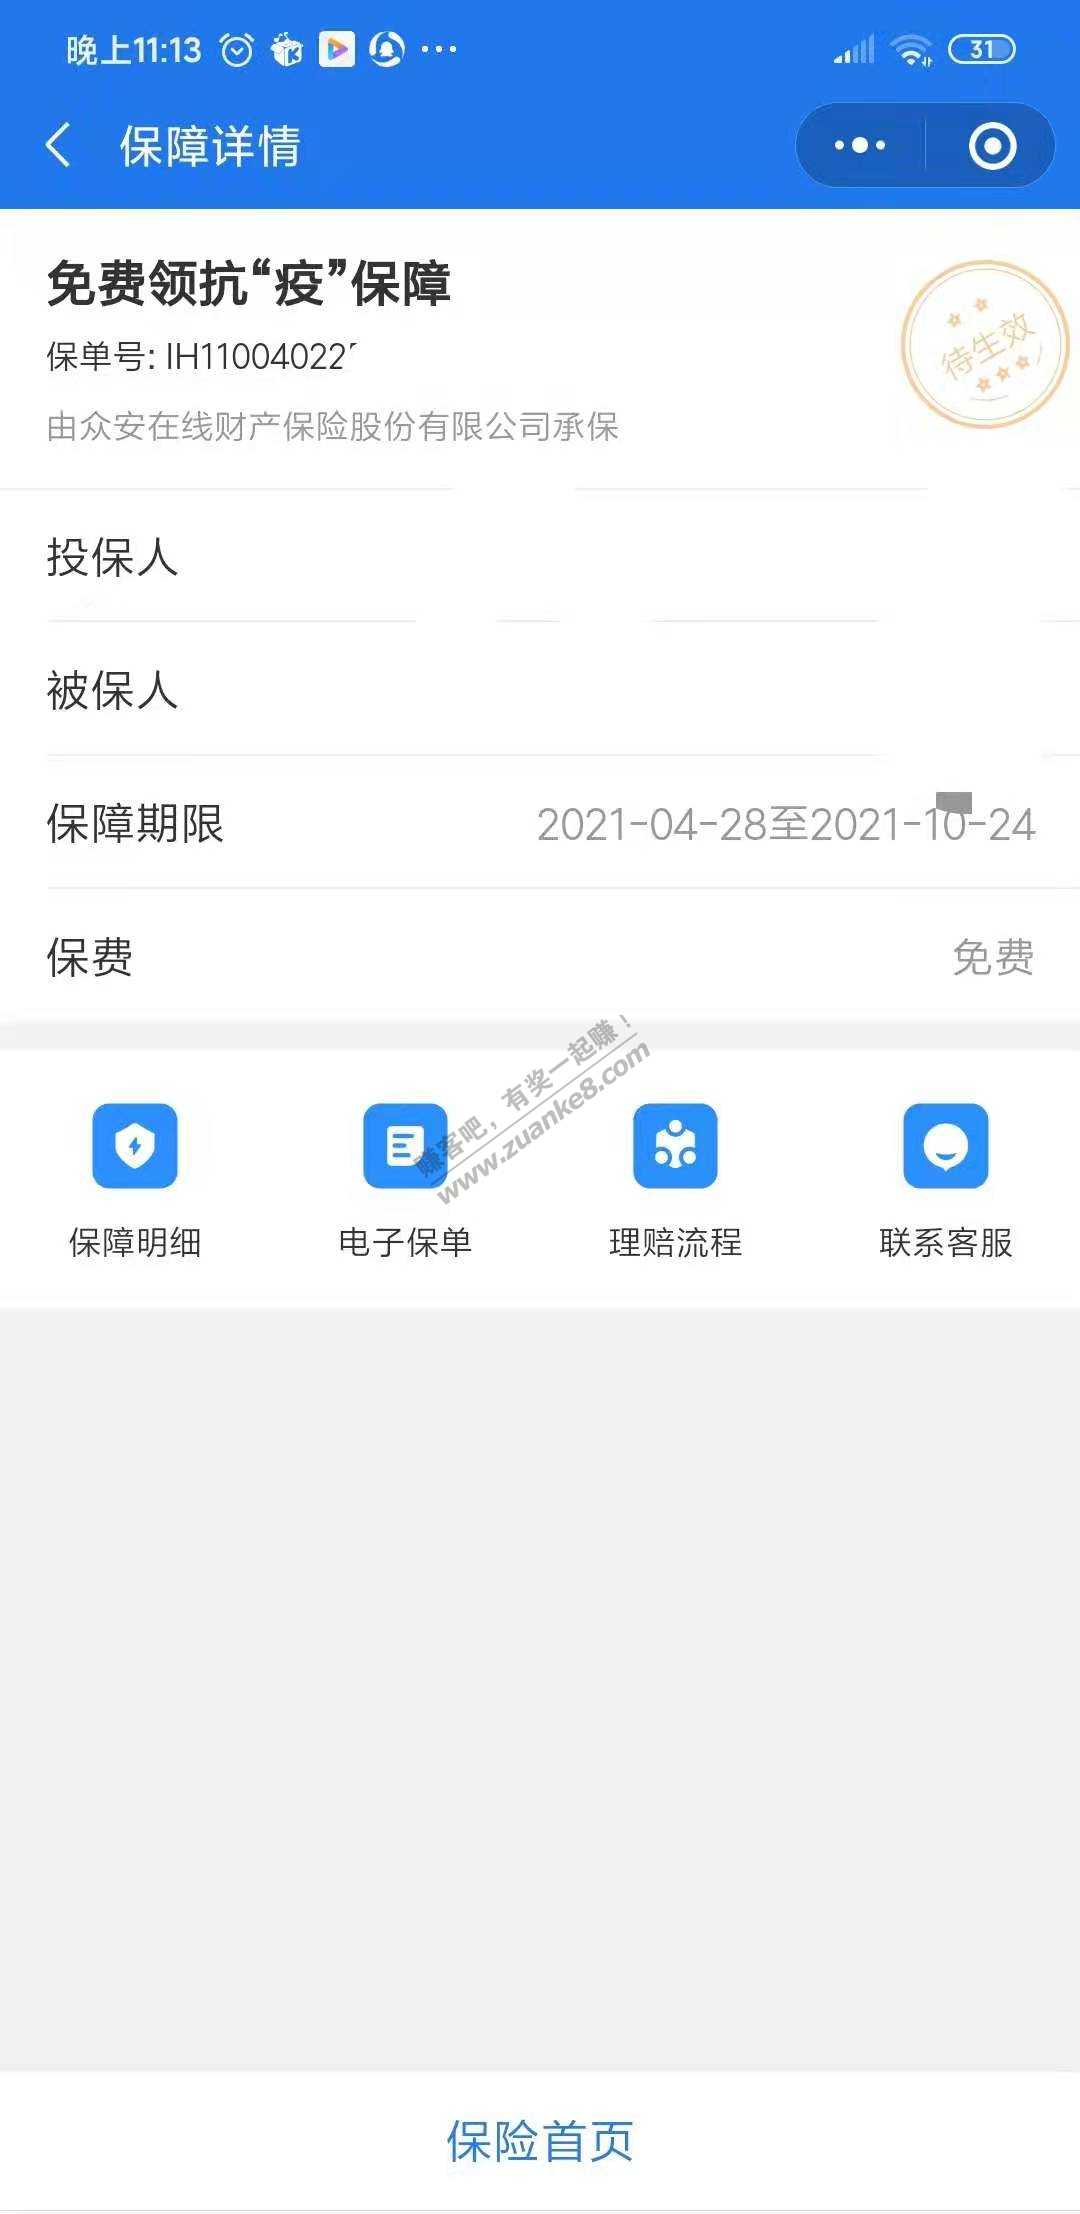 晚上11:13
31
保障详情
免费领抗“疫”保障
保单号: IH11004022
待生效
由众安在线财产保险股份有限公司承保
投保人
被保人
保障期限 2021-04-28至2021-10-24
保费 免费
赚客吧，有奖一起赚！
www.zuanke8.com
保障明细 电子保单 理赔流程 联系客服
保险首页